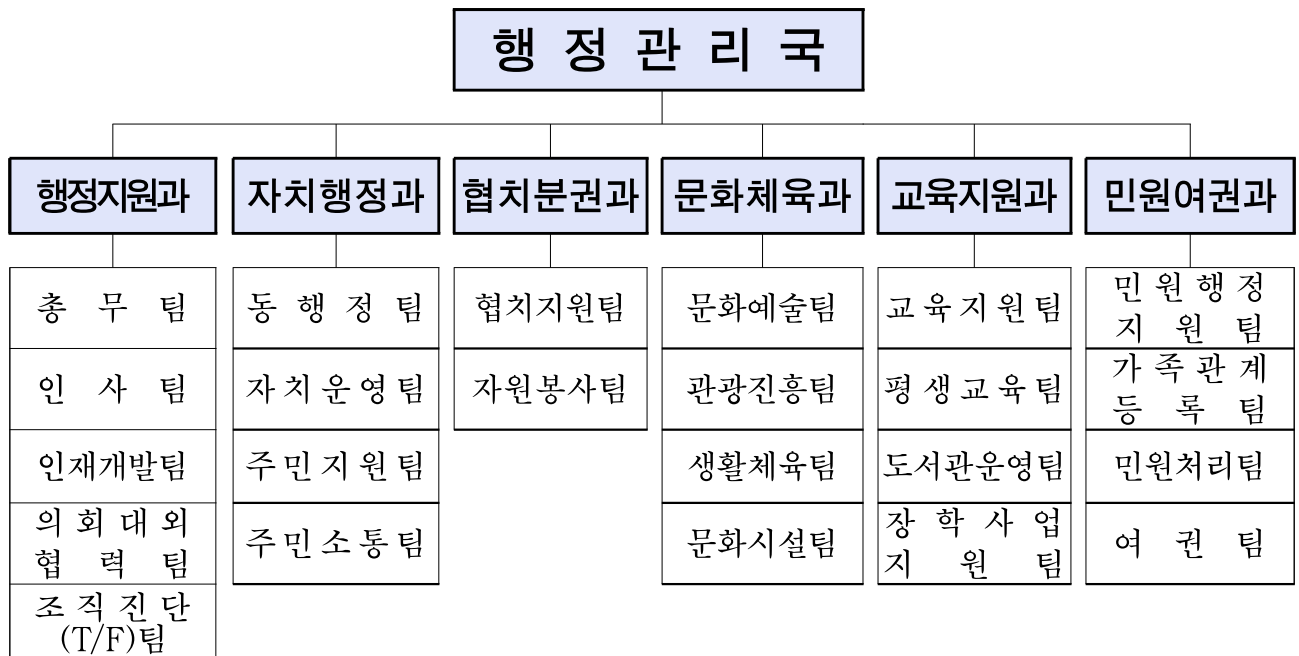 행 정 관 리 국
행정지원과 자치행정과 협치분권과 문화체육과 교육지원과 민원여권과
총 무 팀
인 사 팀
인재개발팀
의 회 대 외
협 력 팀
조 직 진 단
(T/F)팀
동 행 정 팀
자 치 운 영 팀
주 민 지 원 팀
주 민 소 통 팀
협치지원팀
자원봉사팀
문화예술팀
관광진흥팀
생활체육팀
문화시설팀
교 육 지 원 팀
평 생 교 육 팀
도서관운영팀
장 학 사 업
지 원 팀
민 원 행 정
지 원 팀
가 족 관 계
등 록 팀
민원처리팀
여 권 팀